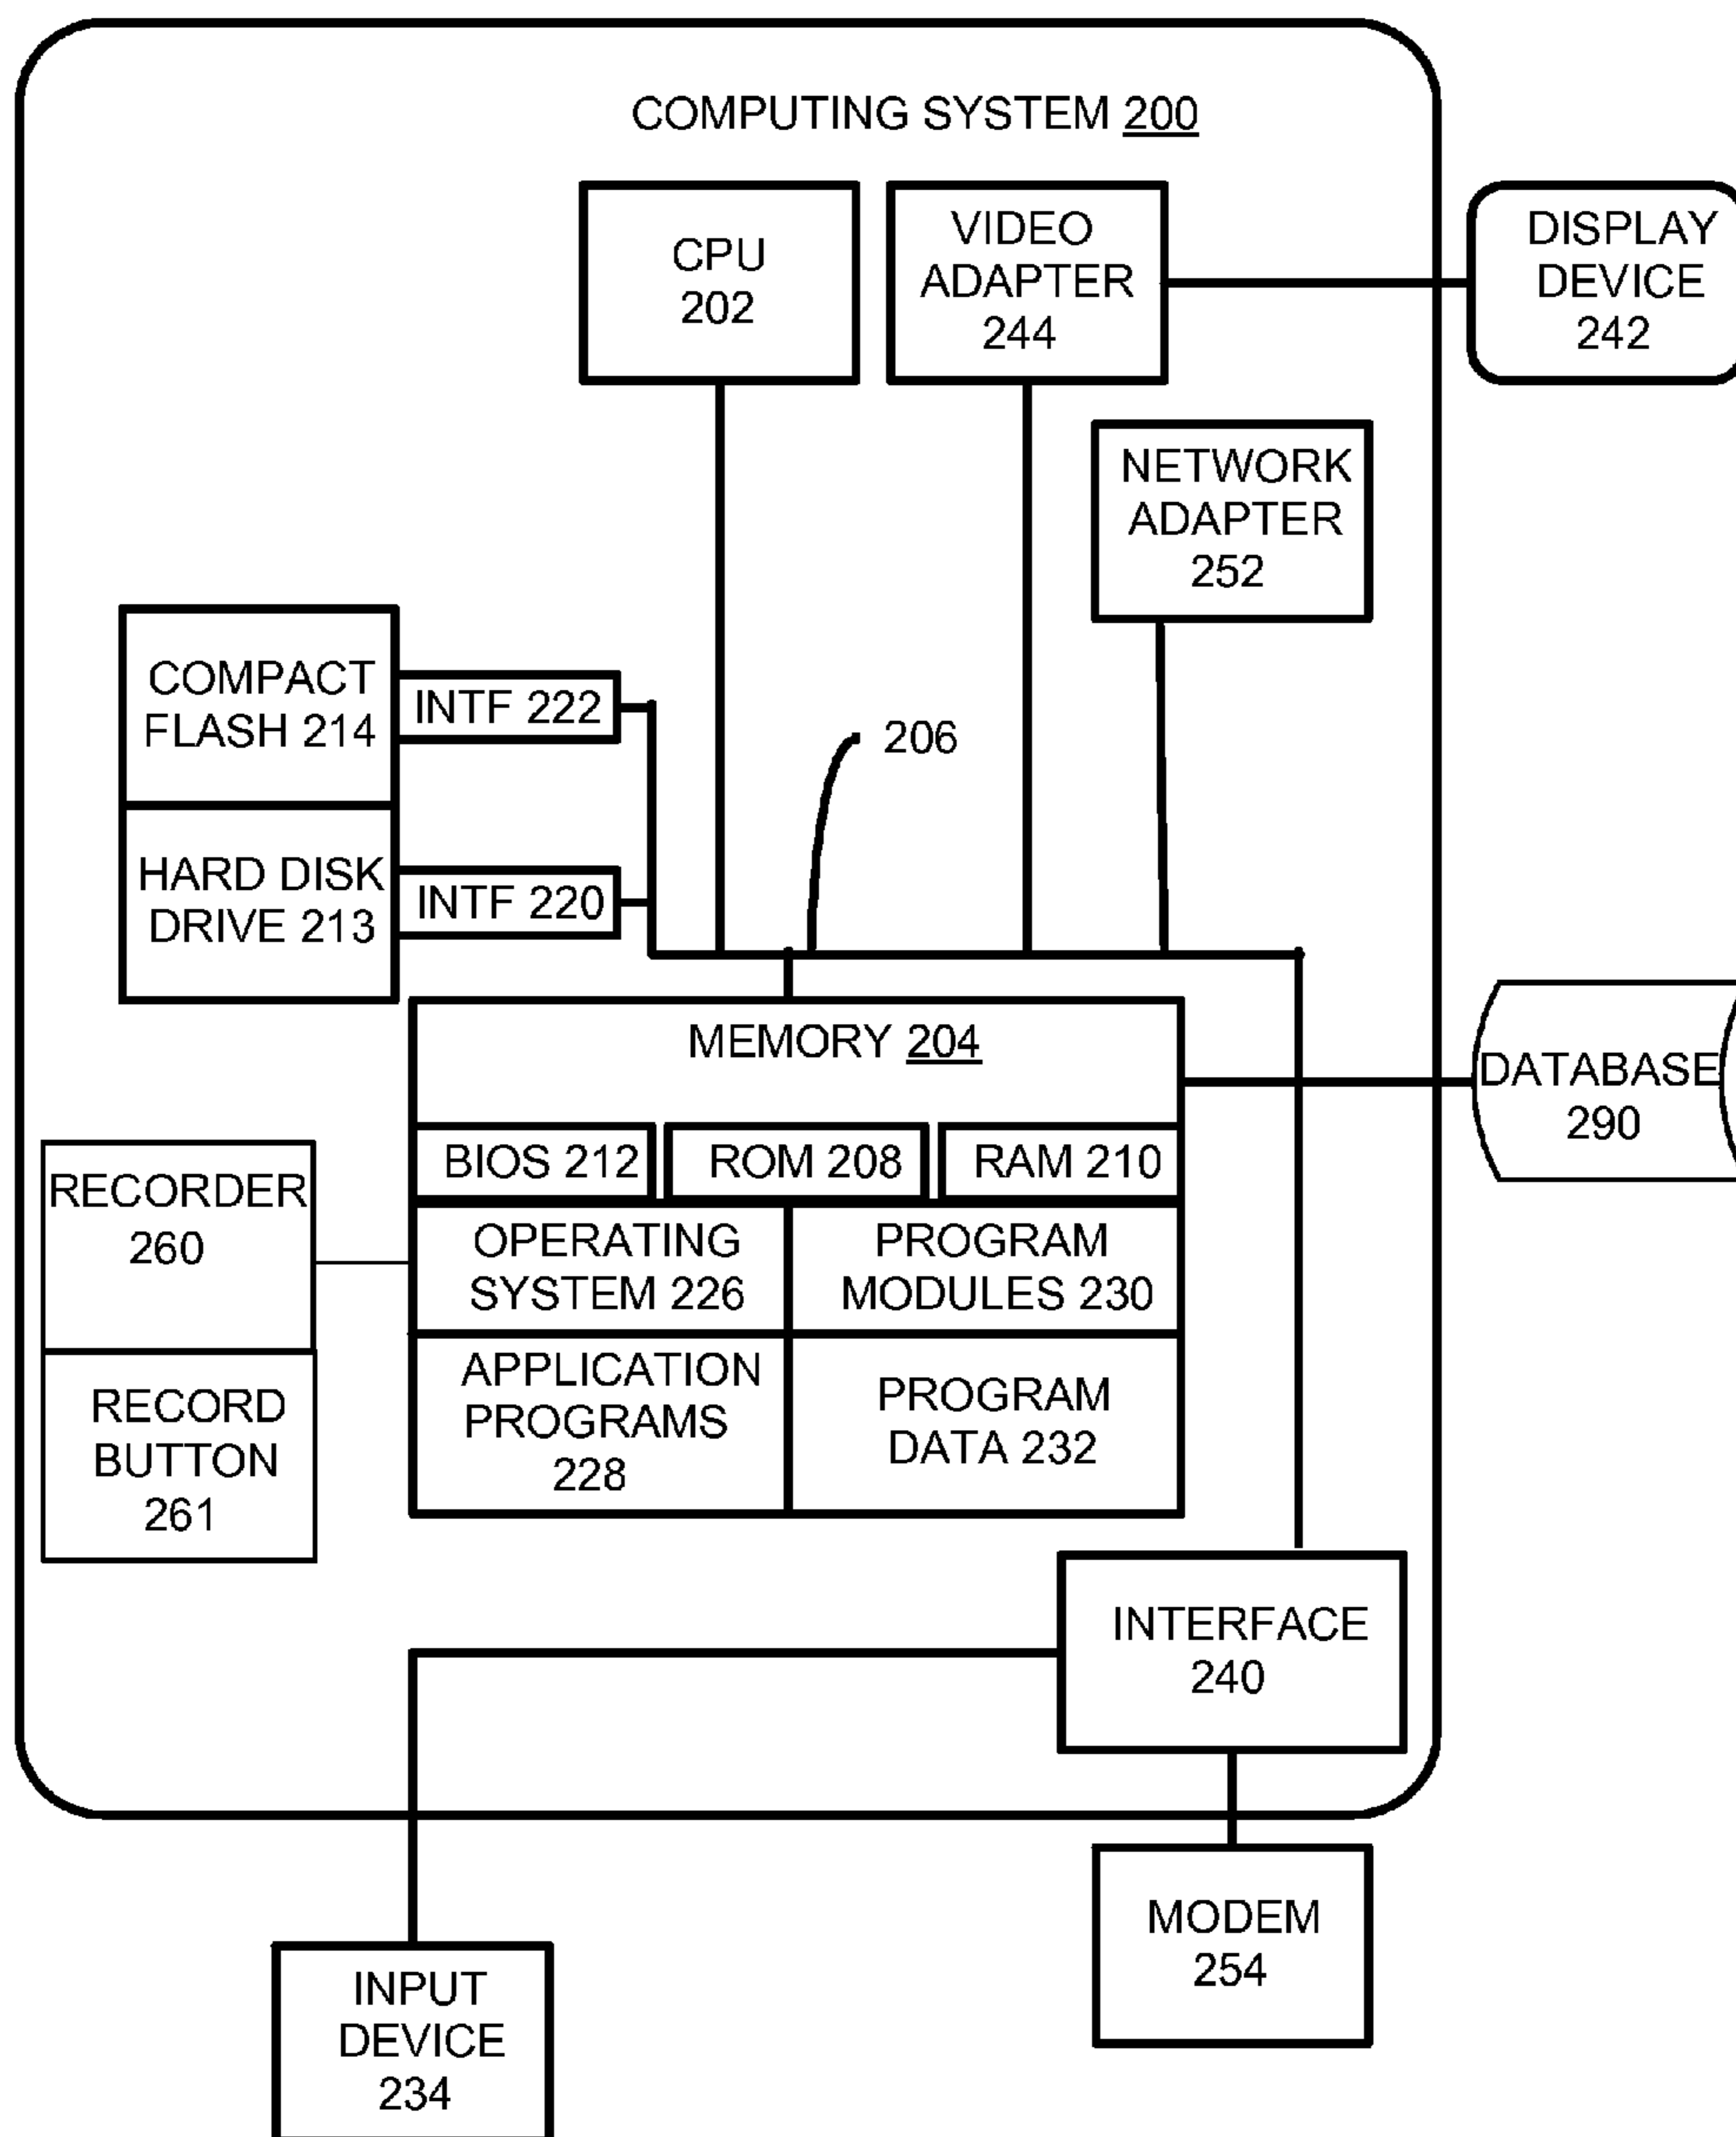 COMPUTING SYSTEM 200
CPU
202
VIDEO
ADAPTER
244
DISPLAY
DEVICE
242
NETWORK
ADAPTER
252
COMPACT
FLASH 214
INTF 222
206
HARD DISK
DRIVE 213
INTF 220
MEMORY 204
DATABASE
290
BIOS 212
ROM 208
RAM 210
RECORDER
260
OPERATING
SYSTEM 226
PROGRAM
MODULES 230
RECORD
BUTTON
261
APPLICATION
PROGRAMS
228
PROGRAM
DATA 232
INTERFACE
240
MODEM
254
INPUT
DEVICE
234